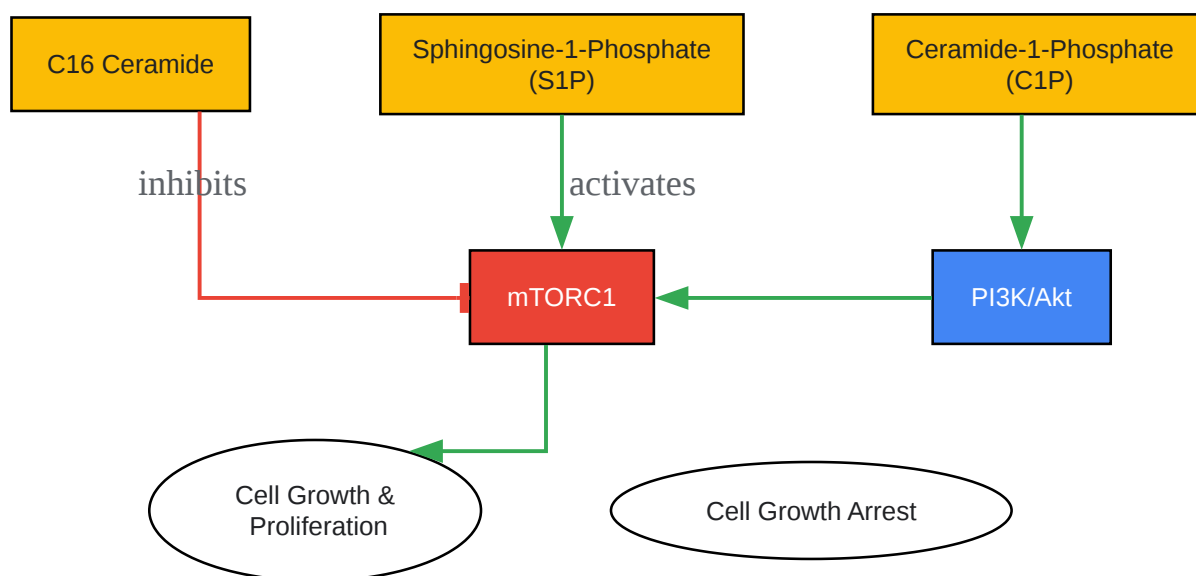 C16 Ceramide
Sphingosine-1-Phosphate
(S1P)
Ceramide-1-Phosphate
(C1P)
inhibits
activates
mTORC1
PI3K/Akt
Cell Growth &
Proliferation
Cell Growth Arrest